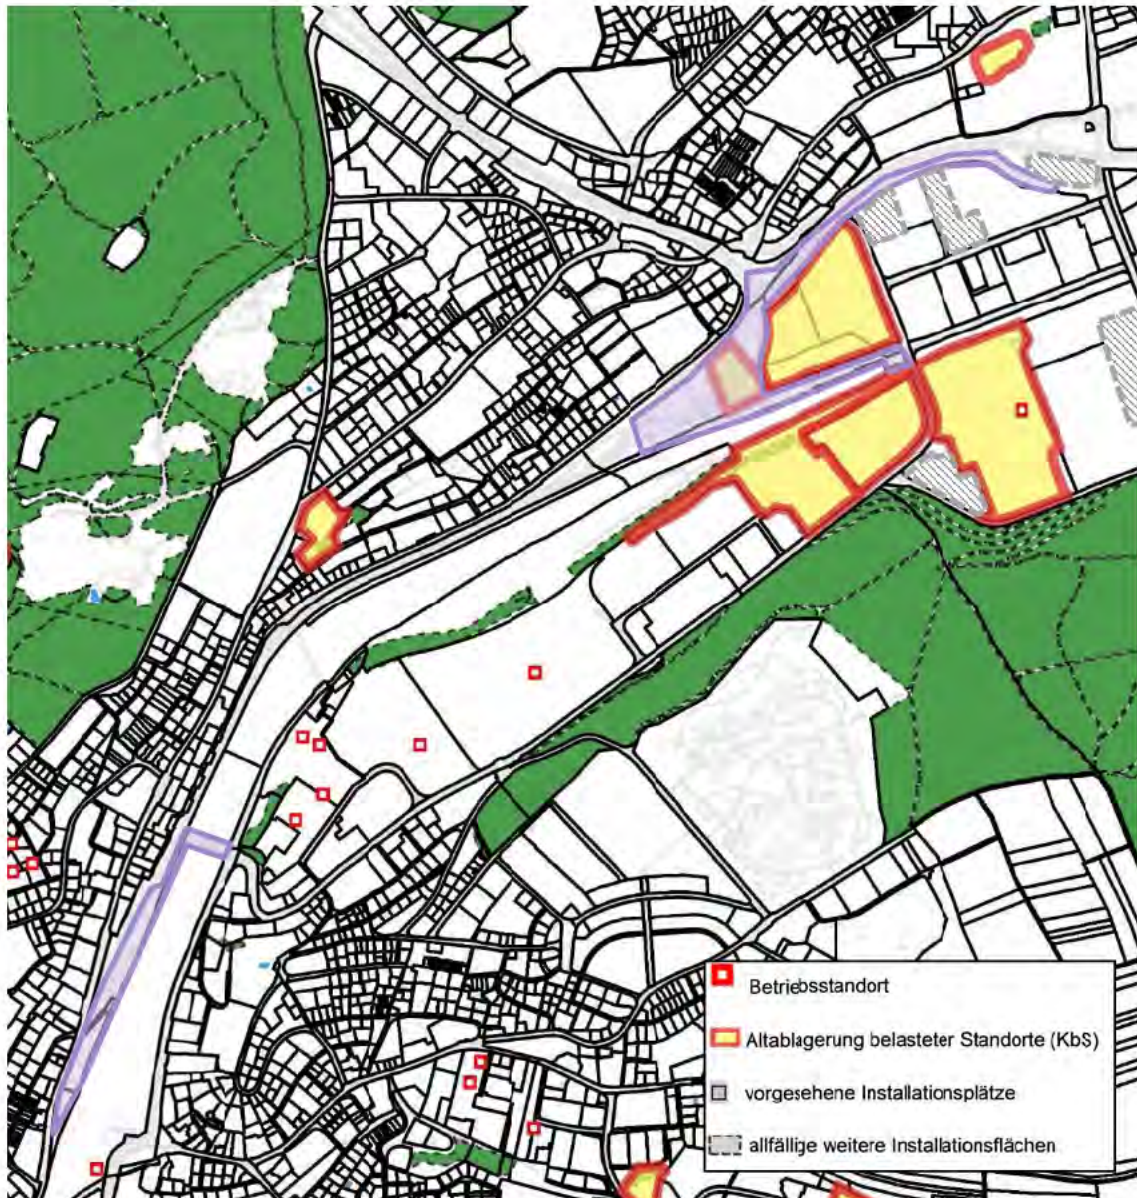 Betriebsstandort
Altablagerung belasteter Standorte (KbS)
vorgesehene Installationsplätze
allfällige weitere Installationsflächen